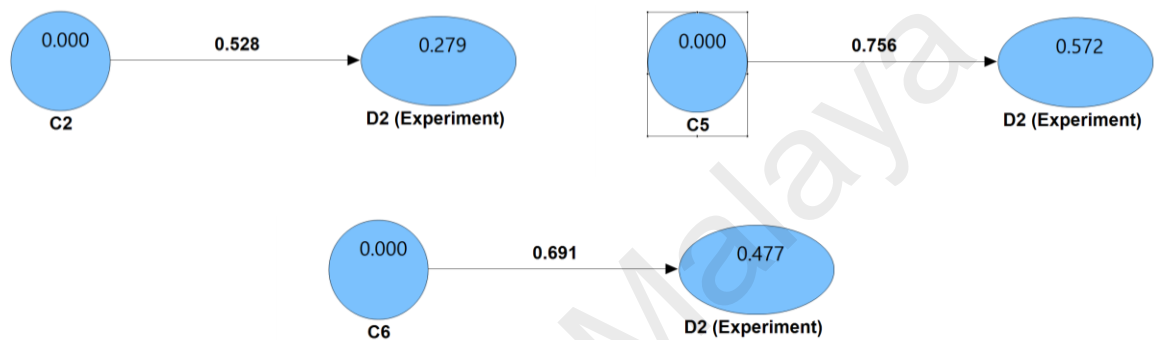 0.000
0.528
0.279
C2
D2 (Experiment)
0.000
0.756
0.572
C5
D2 (Experiment)
0.000
0.691
0.477
C6
D2 (Experiment)
Malaya